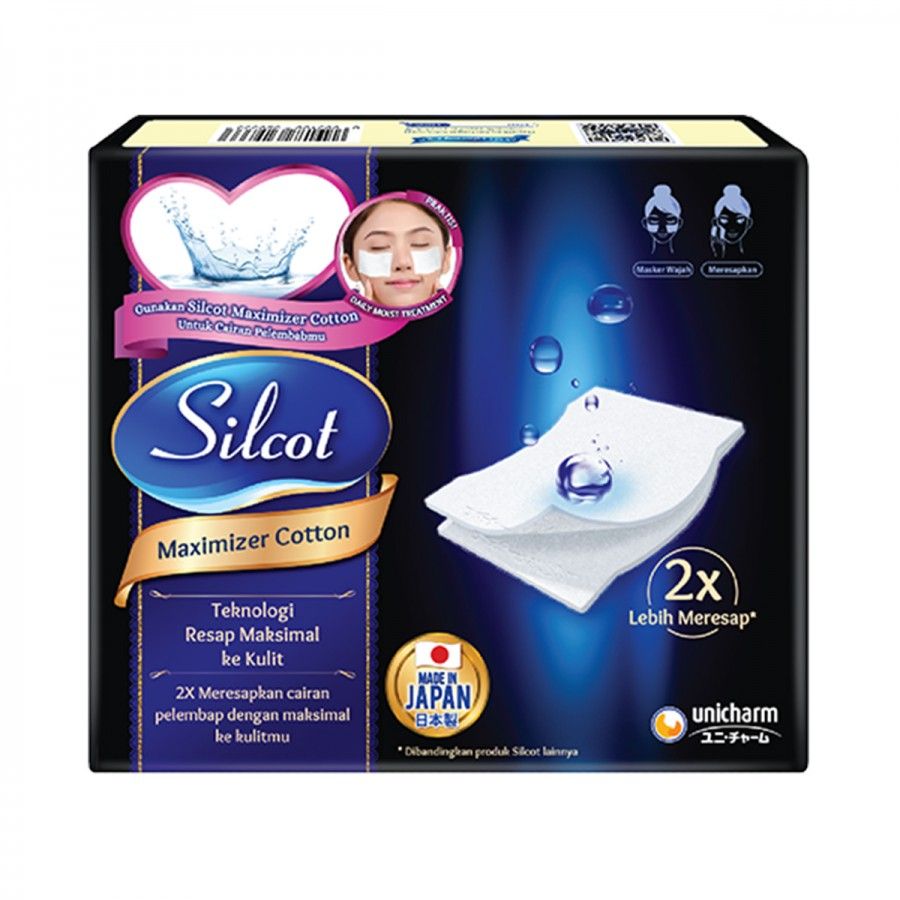 PRAKTIS!
DAILY MOIST TREATMENT
Gunakan Silcot Maximizer Cotton
Untuk Cairan Pelembabmu
Masker Wajah
Meresapkan
Silcot
Maximizer Cotton
Teknologi
Resap Maksimal
ke Kulit
2X Meresapkan cairan
pelembap dengan maksimal
ke kulitmu
2x
Lebih Meresap*
MADE IN
JAPAN
日本製
unicharm
ユニ・チャーム
* Dibandingkan produk Silcot lainnya